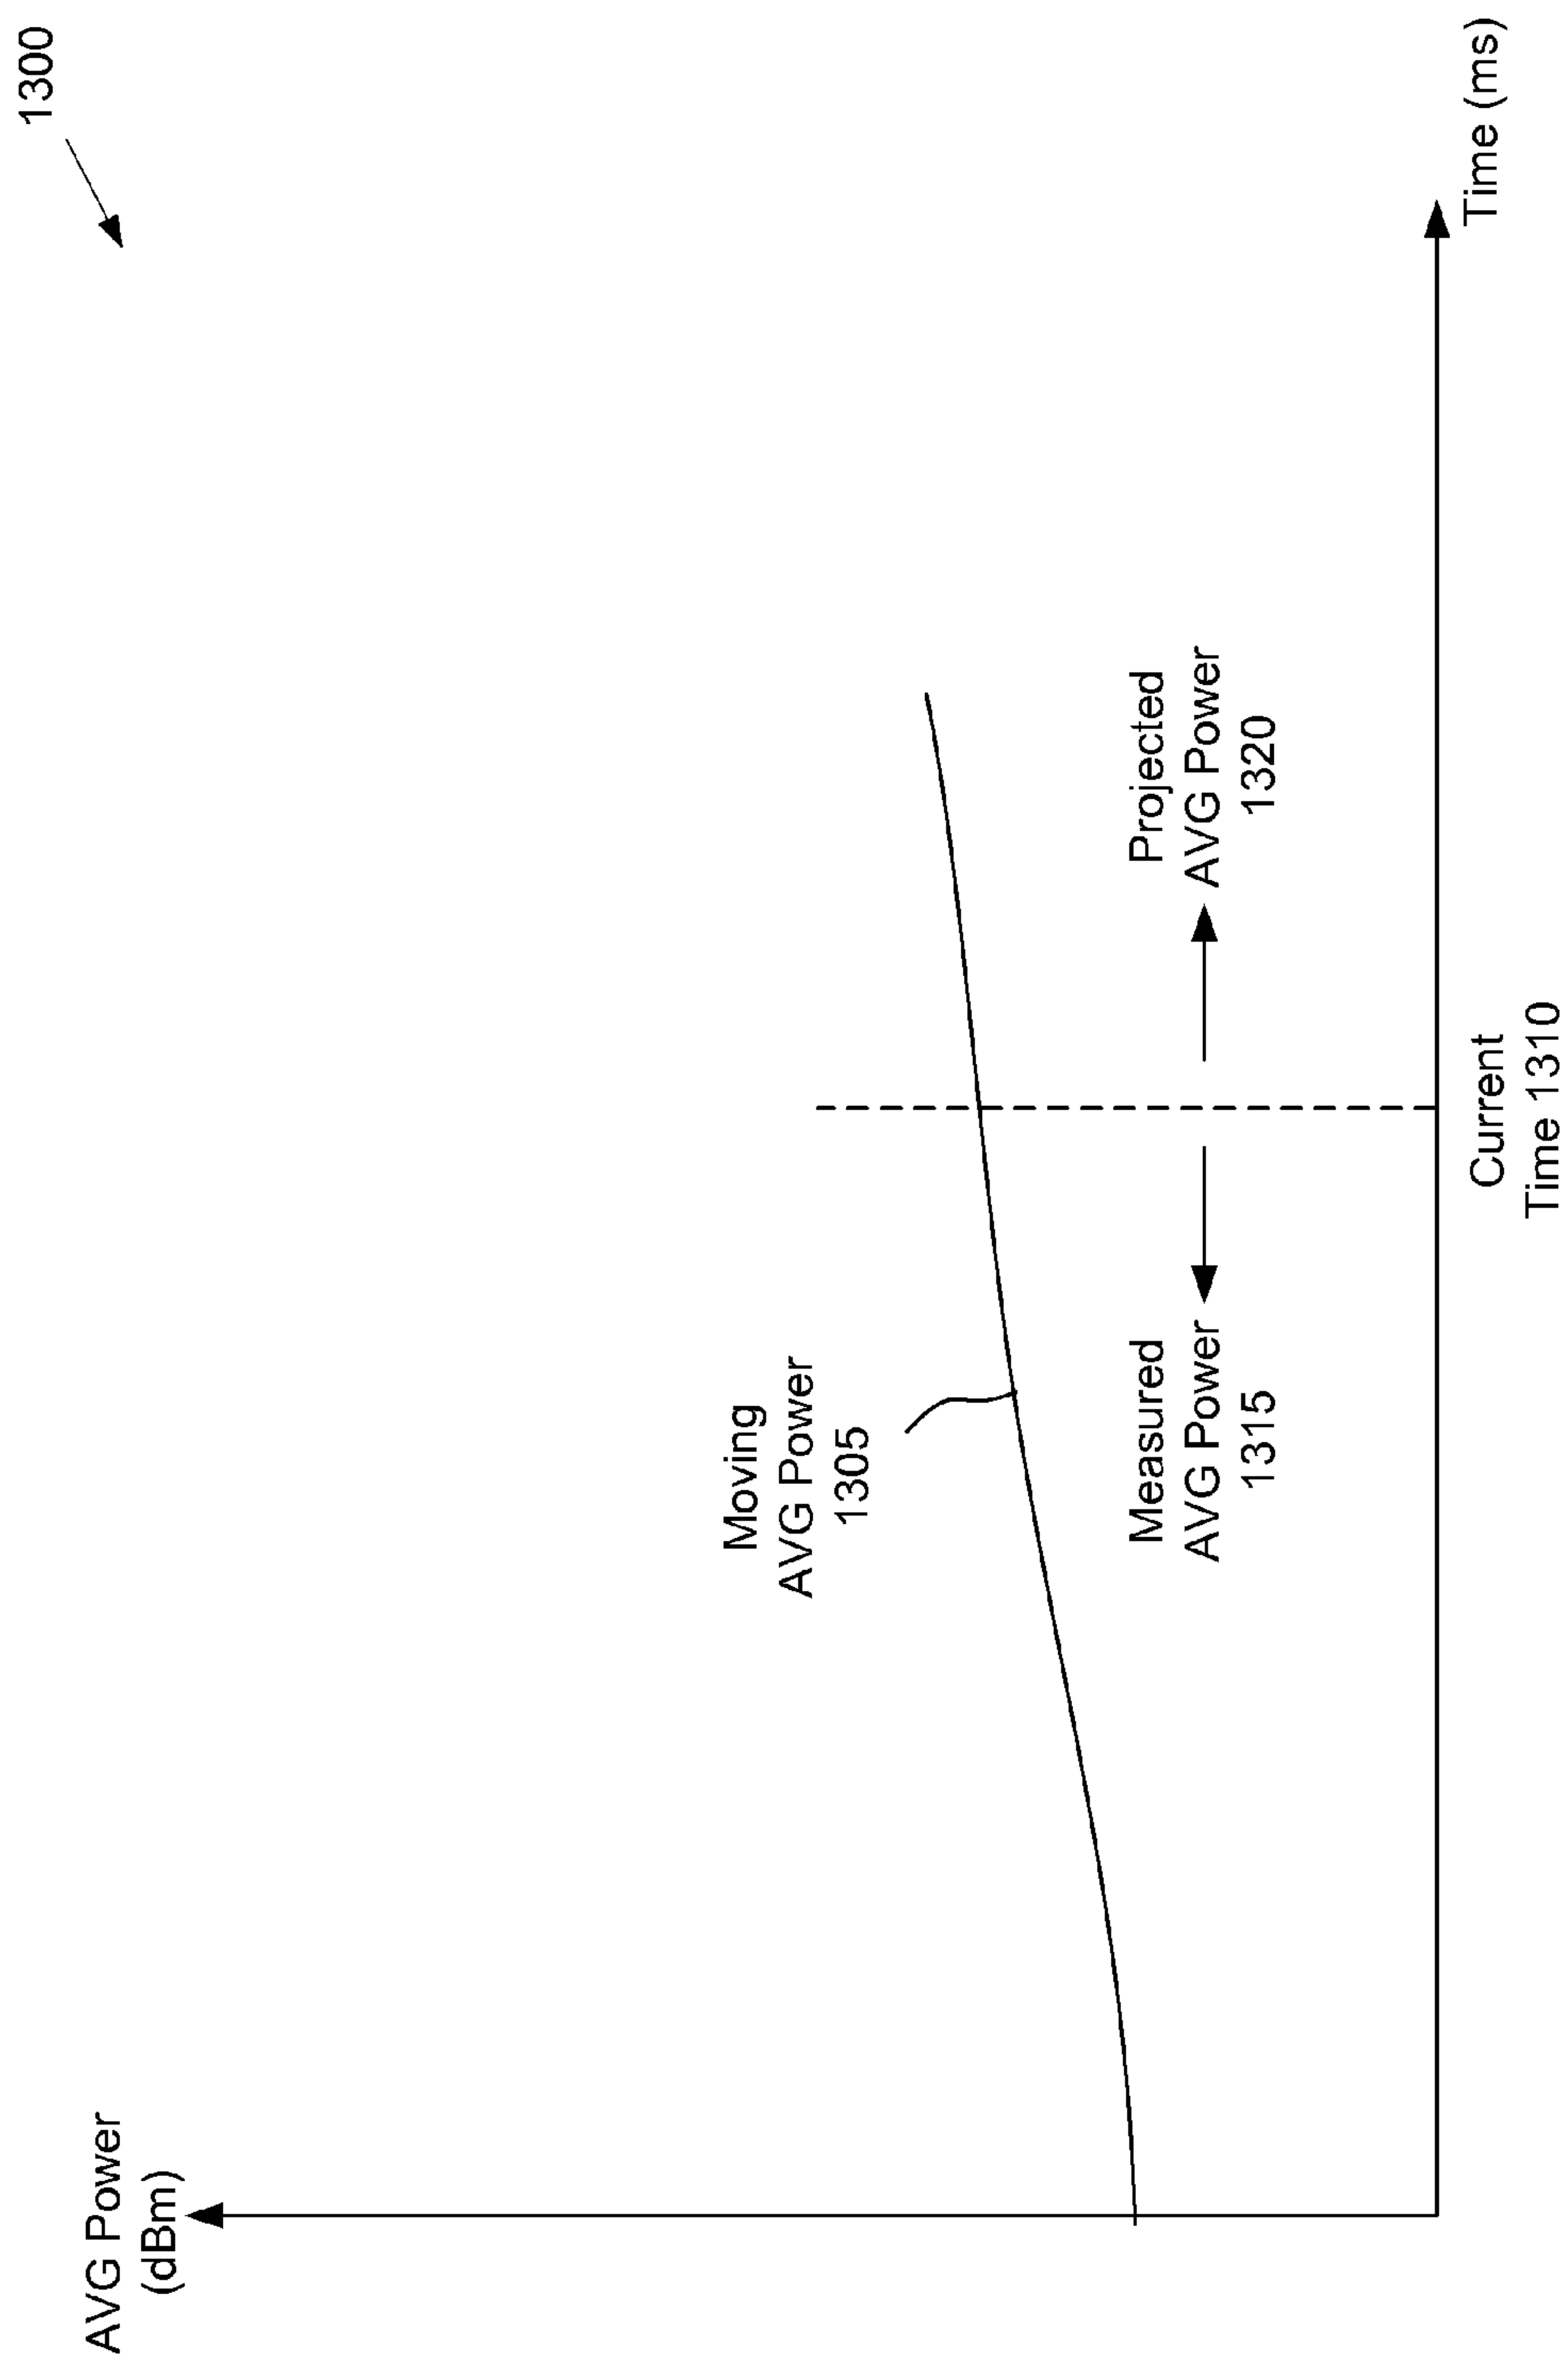 1300
AVG Power
(dBm)
Moving
AVG Power
1305
Measured
AVG Power
1315
Projected
AVG Power
1320
Current
Time 1310
Time (ms)